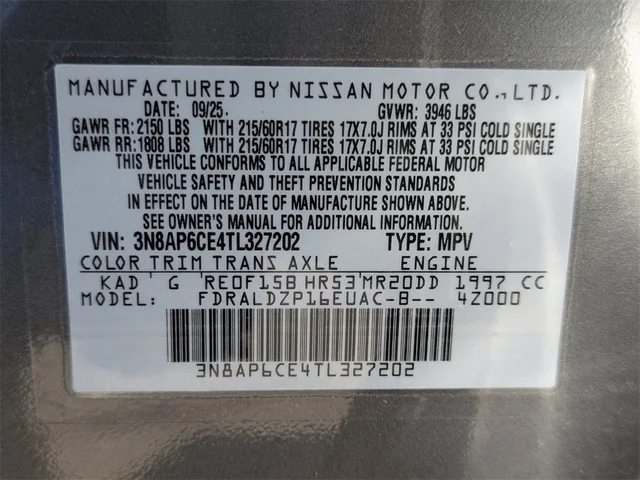 MANUFACTURED BY NISSAN MOTOR CO., LTD.
DATE: 09/25. GVWR: 3946 LBS
GAWR FR: 2150 LBS WITH 215/60R17 TIRES 17X7.0J RIMS AT 33 PSI COLD SINGLE
GAWR RR: 1808 LBS WITH 215/60R17 TIRES 17X7.0J RIMS AT 33 PSI COLD SINGLE
THIS VEHICLE CONFORMS TO ALL APPLICABLE FEDERAL MOTOR
VEHICLE SAFETY AND THEFT PREVENTION STANDARDS
IN EFFECT ON THE DATE OF MANUFACTURE SHOWN ABOVE.
SEE OWNER'S MANUAL FOR ADDITIONAL INFORMATION.
VIN: 3N8AP6CE4TL327202 TYPE: MPV
COLOR TRIM TRANS AXLE ENGINE
KAD G RE0F15B HR53 MR20DD 1997 CC
MODEL: FDRALDZP16EUAC-B-- 4Z000
3N8AP6CE4TL327202